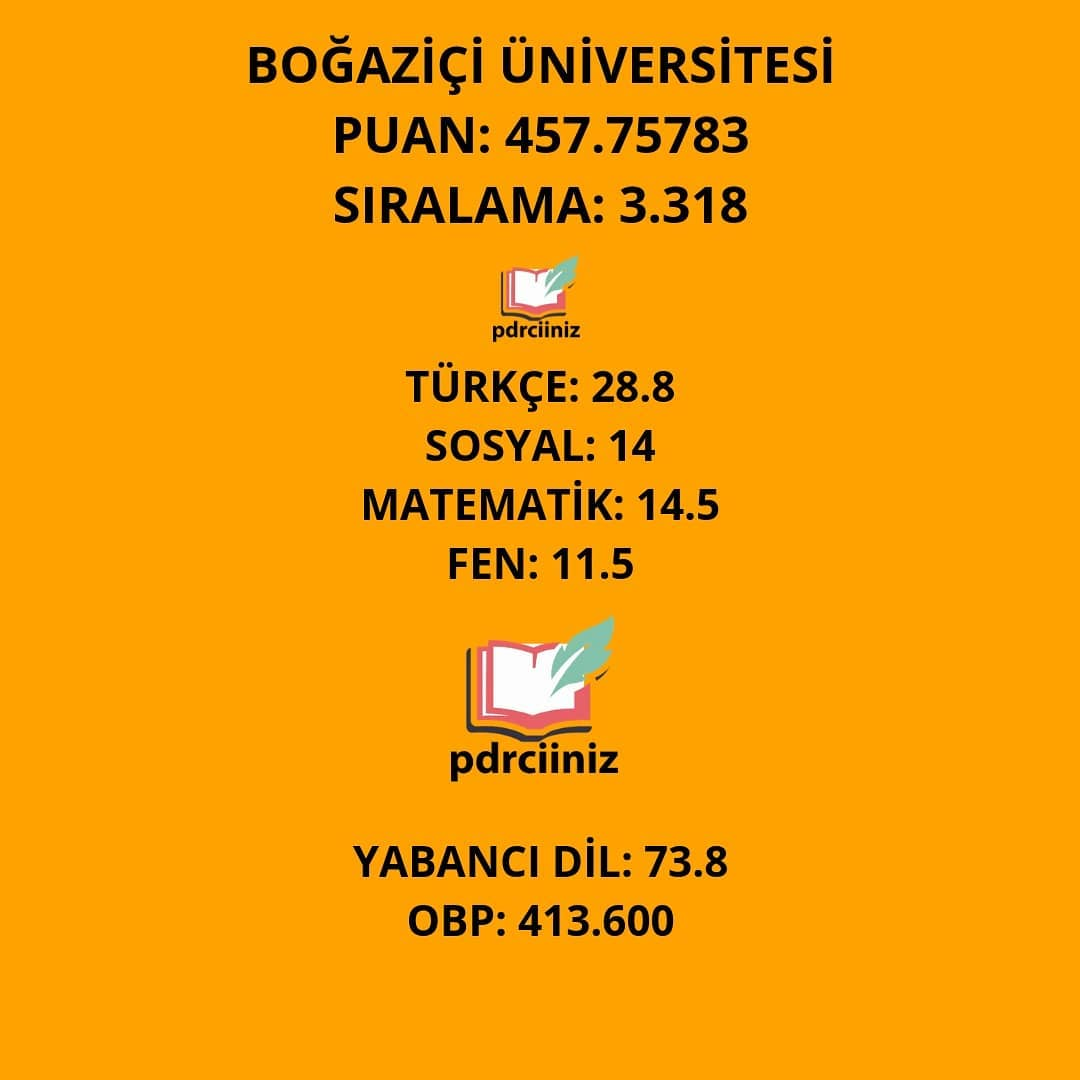 BOĞAZİÇİ ÜNİVERSİTESİ
PUAN: 457.75783
SIRALAMA: 3.318
pdrciiniz
TÜRKÇE: 28.8
SOSYAL: 14
MATEMATİK: 14.5
FEN: 11.5
pdrciiniz
YABANCI DİL: 73.8
OBP: 413.600